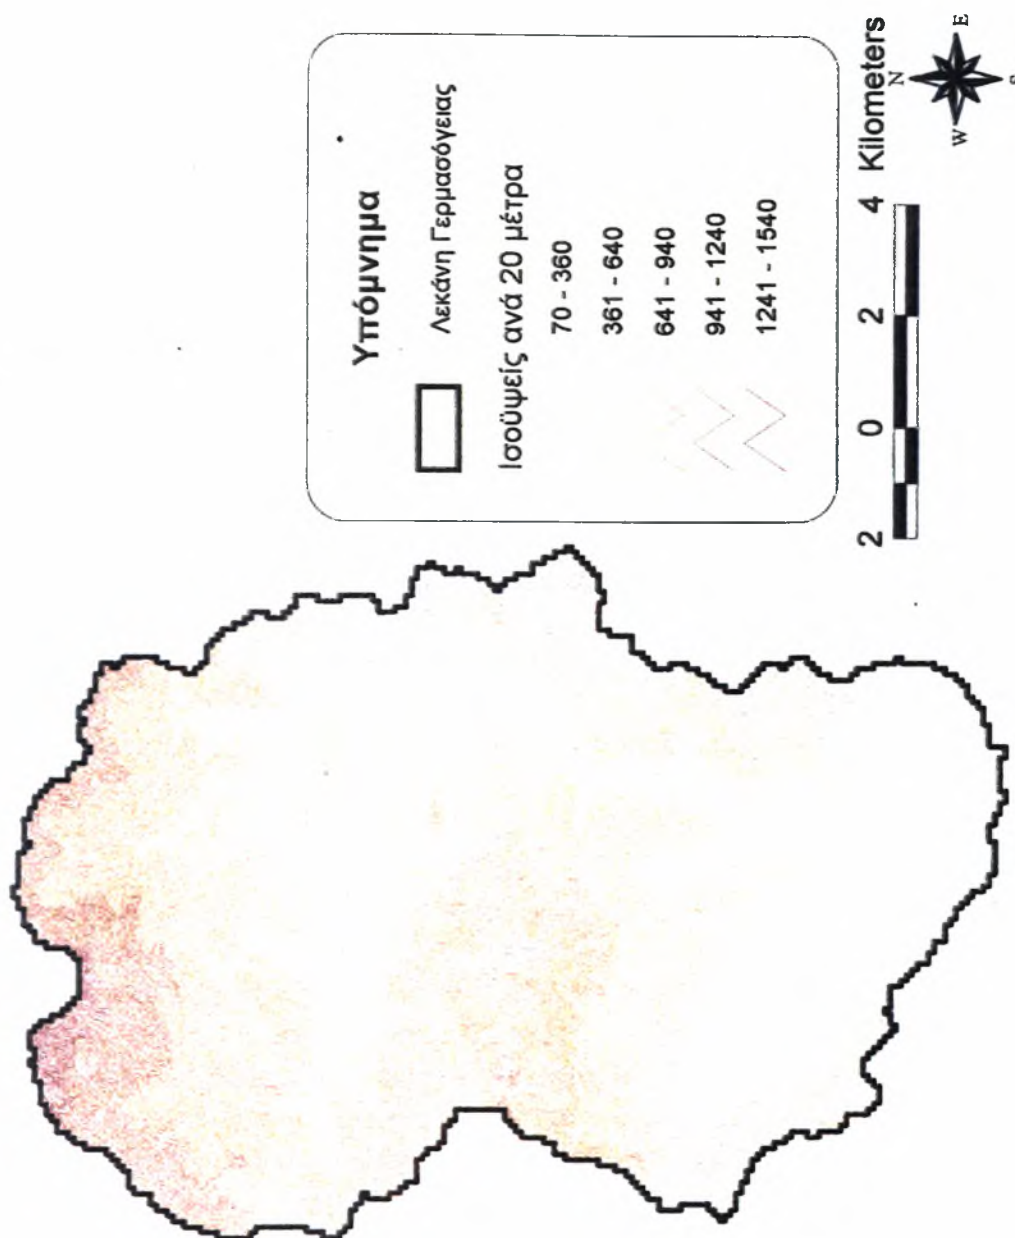 Υπόμνημα
Λεκάνη Γερμασόγειας
Ισοϋψείς ανά 20 μέτρα
70 - 360
361 - 640
641 - 940
941 - 1240
1241 - 1540
2 0 2 4 Kilometers
N
W E
S